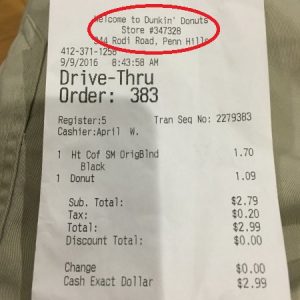 Welcome to Dunkin' Donuts
Store #347328
Rodi Road, Penn Hills
412-371-1256
9/9/2016 8:43:58 AM
Drive-Thru
Order: 383
Register:5 Tran Seq No: 2279383
Cashier:April W.
1 Ht Cof SM OrigBlnd 1.70
Black
1 Donut 1.09
Sub. Total: $2.79
Tax: $0.20
Total: $2.99
Discount Total: $0.00
Change $0.00
Cash Exact Dollar $2.99